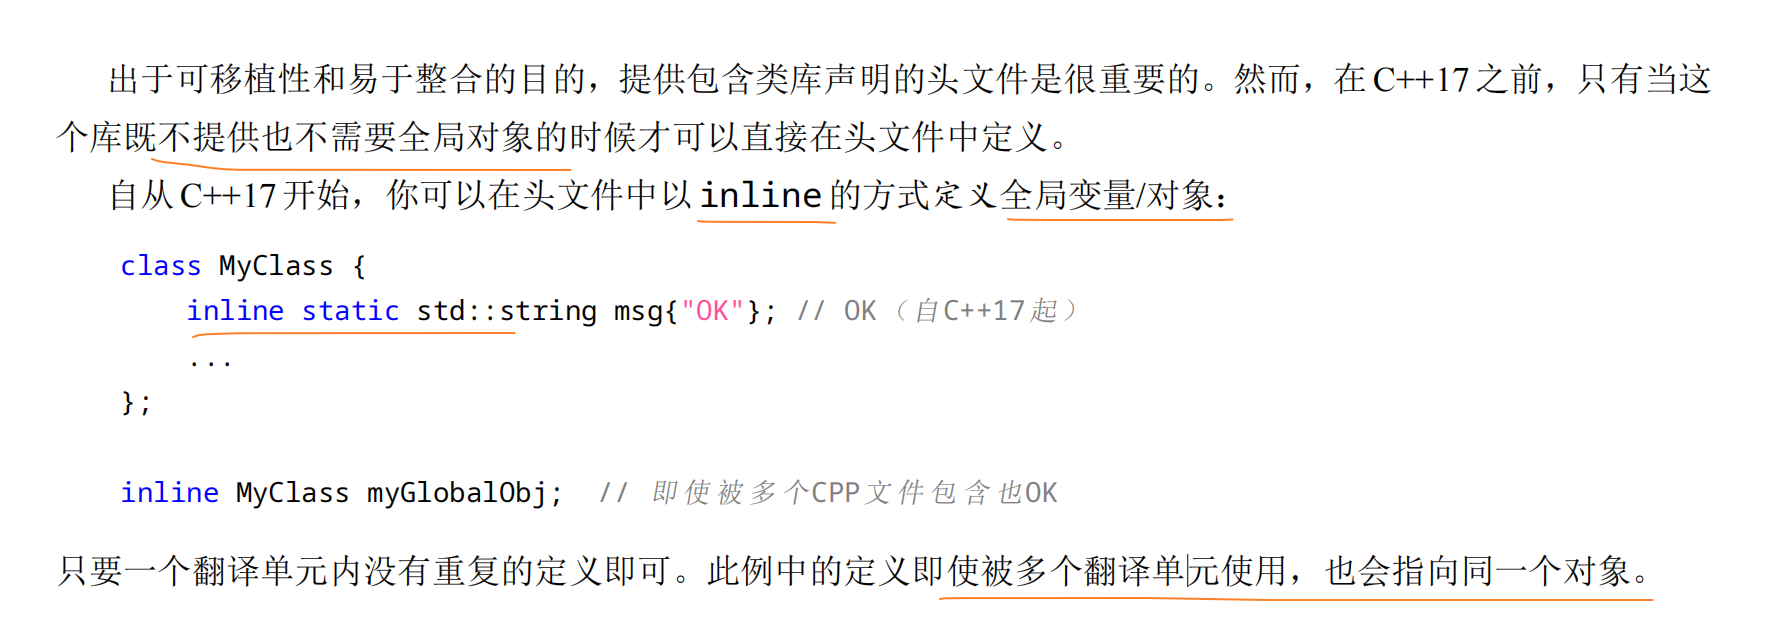 出于可移植性和易于整合的目的，提供包含类库声明的头文件是很重要的。然而，在 C++17 之前，只有当这
个库既不提供也不需要全局对象的时候才可以直接在头文件中定义。
自从 C++17 开始，你可以在头文件中以 inline 的方式定义全局变量/对象：
class MyClass {
    inline static std::string msg{"OK"}; // OK（自C++17起）
    ...
};
inline MyClass myGlobalObj;  // 即使被多个CPP文件包含也OK
只要一个翻译单元内没有重复的定义即可。此例中的定义即使被多个翻译单元使用，也会指向同一个对象。